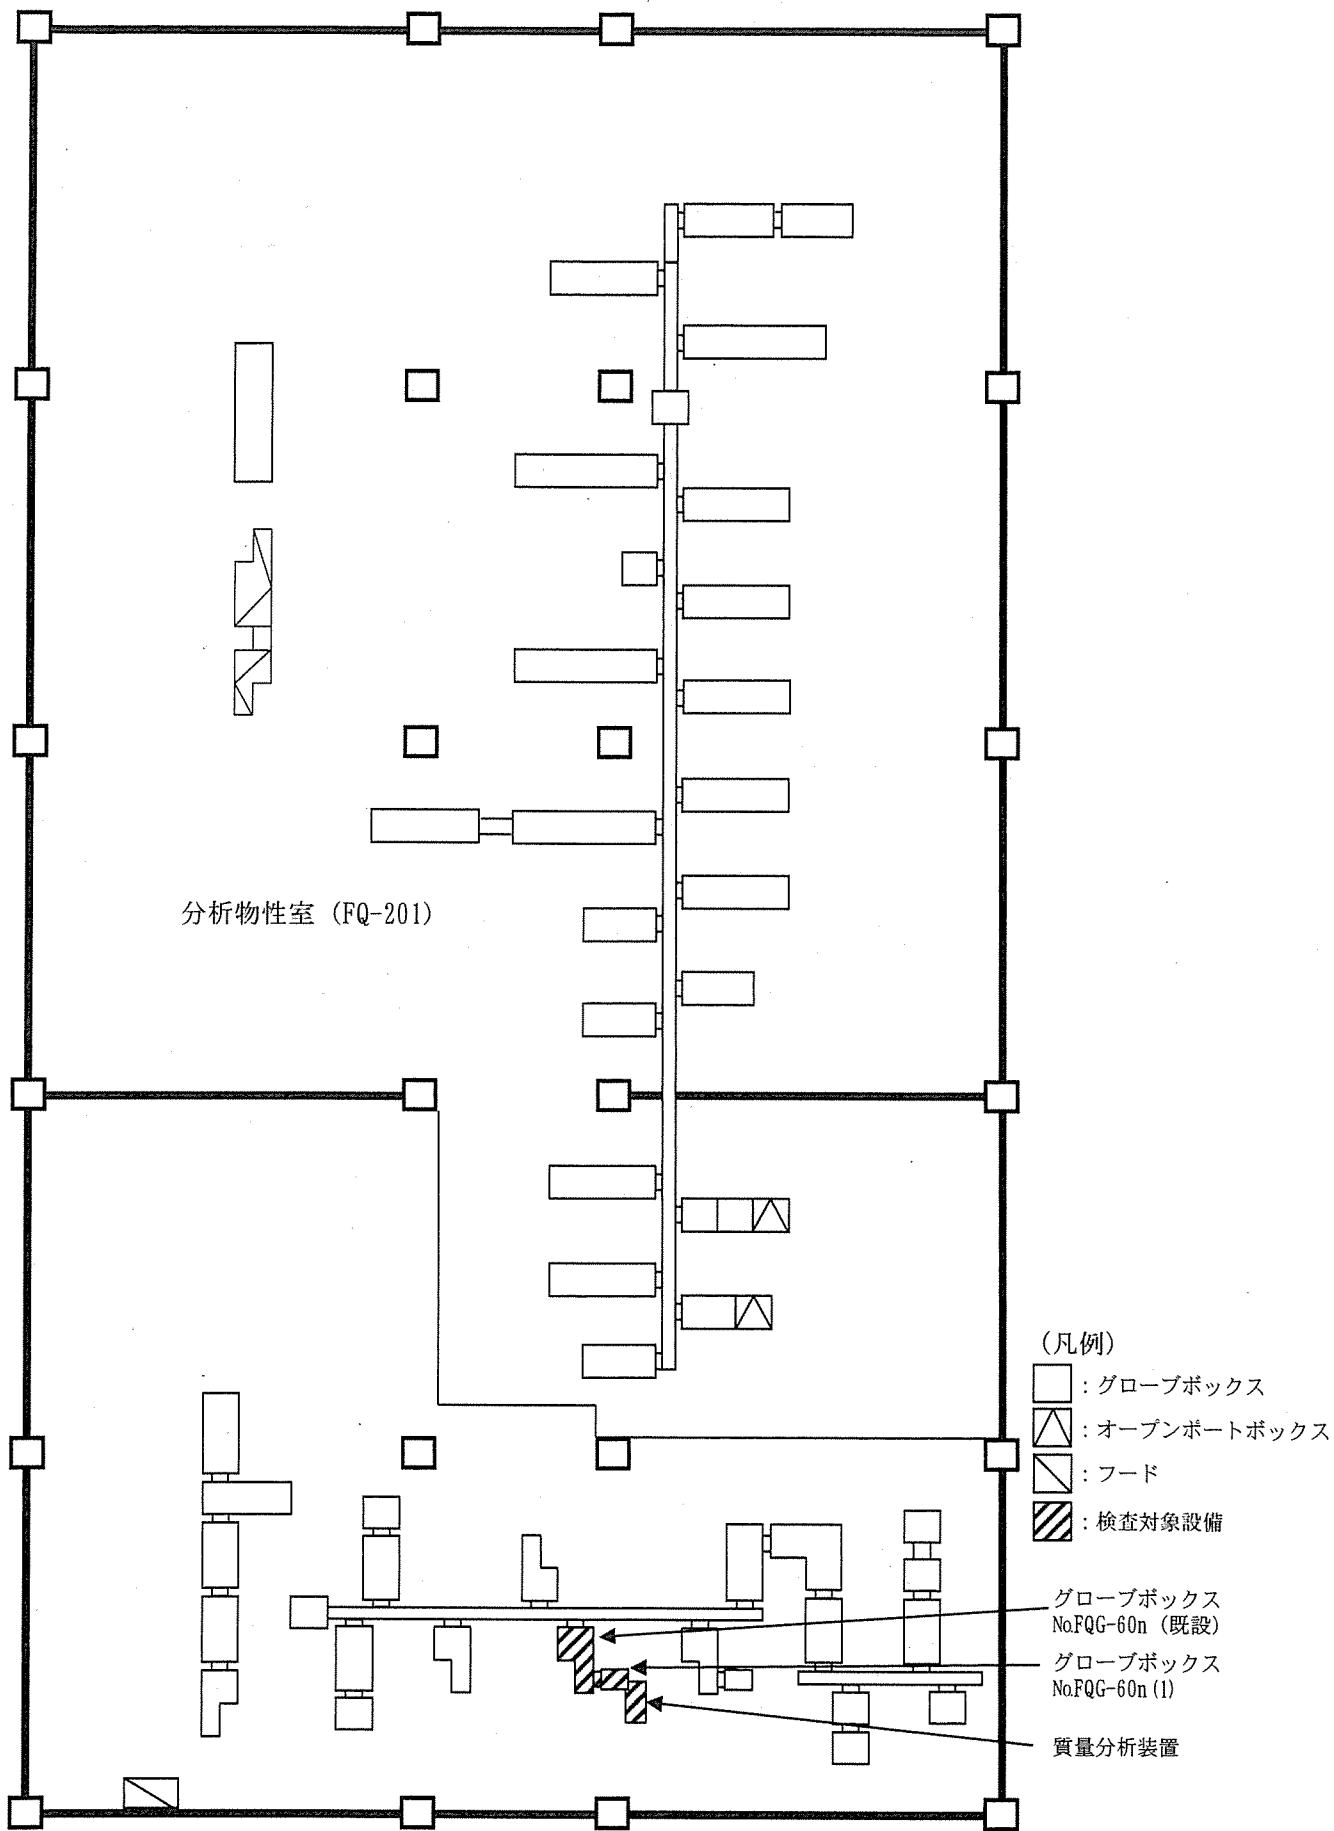 分析物性室 (FQ-201)
(凡例)
：グローブボックス
：オープンポートボックス
：フード
：検査対象設備
グローブボックス
No.FQG-60n (既設)
グローブボックス
No.FQG-60n(1)
質量分析装置